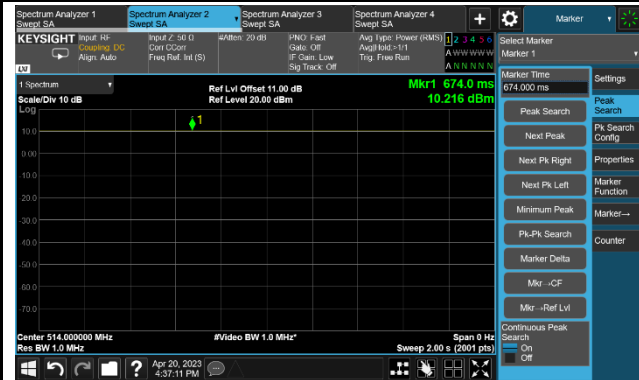 Spectrum Analyzer 1
Swept SA
Spectrum Analyzer 2
Swept SA
Spectrum Analyzer 3
Swept SA
Spectrum Analyzer 4
Swept SA
+
Marker
KEYSIGHT
Input: RF
Coupling: DC
Align: Auto
Input Z: 50 Ω
Corr CCorr
Freq Ref: Int (S)
#Atten: 20 dB
PNO: Fast
Gate: Off
IF Gain: Low
Sig Track: Off
Avg Type: Power (RMS)
Avg|Hold:>1/1
Trig: Free Run
1 2 3 4 5 6
A W W W W W
A N N N N N
LXI
Select Marker
Marker 1
1 Spectrum
Scale/Div 10 dB
Log
Ref Lvl Offset 11.00 dB
Ref Level 20.00 dBm
Mkr1 674.0 ms
10.216 dBm
1
10.0
0.00
-10.0
-20.0
-30.0
-40.0
-50.0
-60.0
-70.0
Center 514.000000 MHz
Res BW 1.0 MHz
#Video BW 1.0 MHz*
Span 0 Hz
Sweep 2.00 s (2001 pts)
Marker Time
674.000 ms
Peak Search
Next Peak
Next Pk Right
Next Pk Left
Minimum Peak
Pk-Pk Search
Marker Delta
Mkr→CF
Mkr→Ref Lvl
Continuous Peak
Search
On
Off
Settings
Peak
Search
Pk Search
Config
Properties
Marker
Function
Marker→
Counter
?
Apr 20, 2023
4:37:11 PM